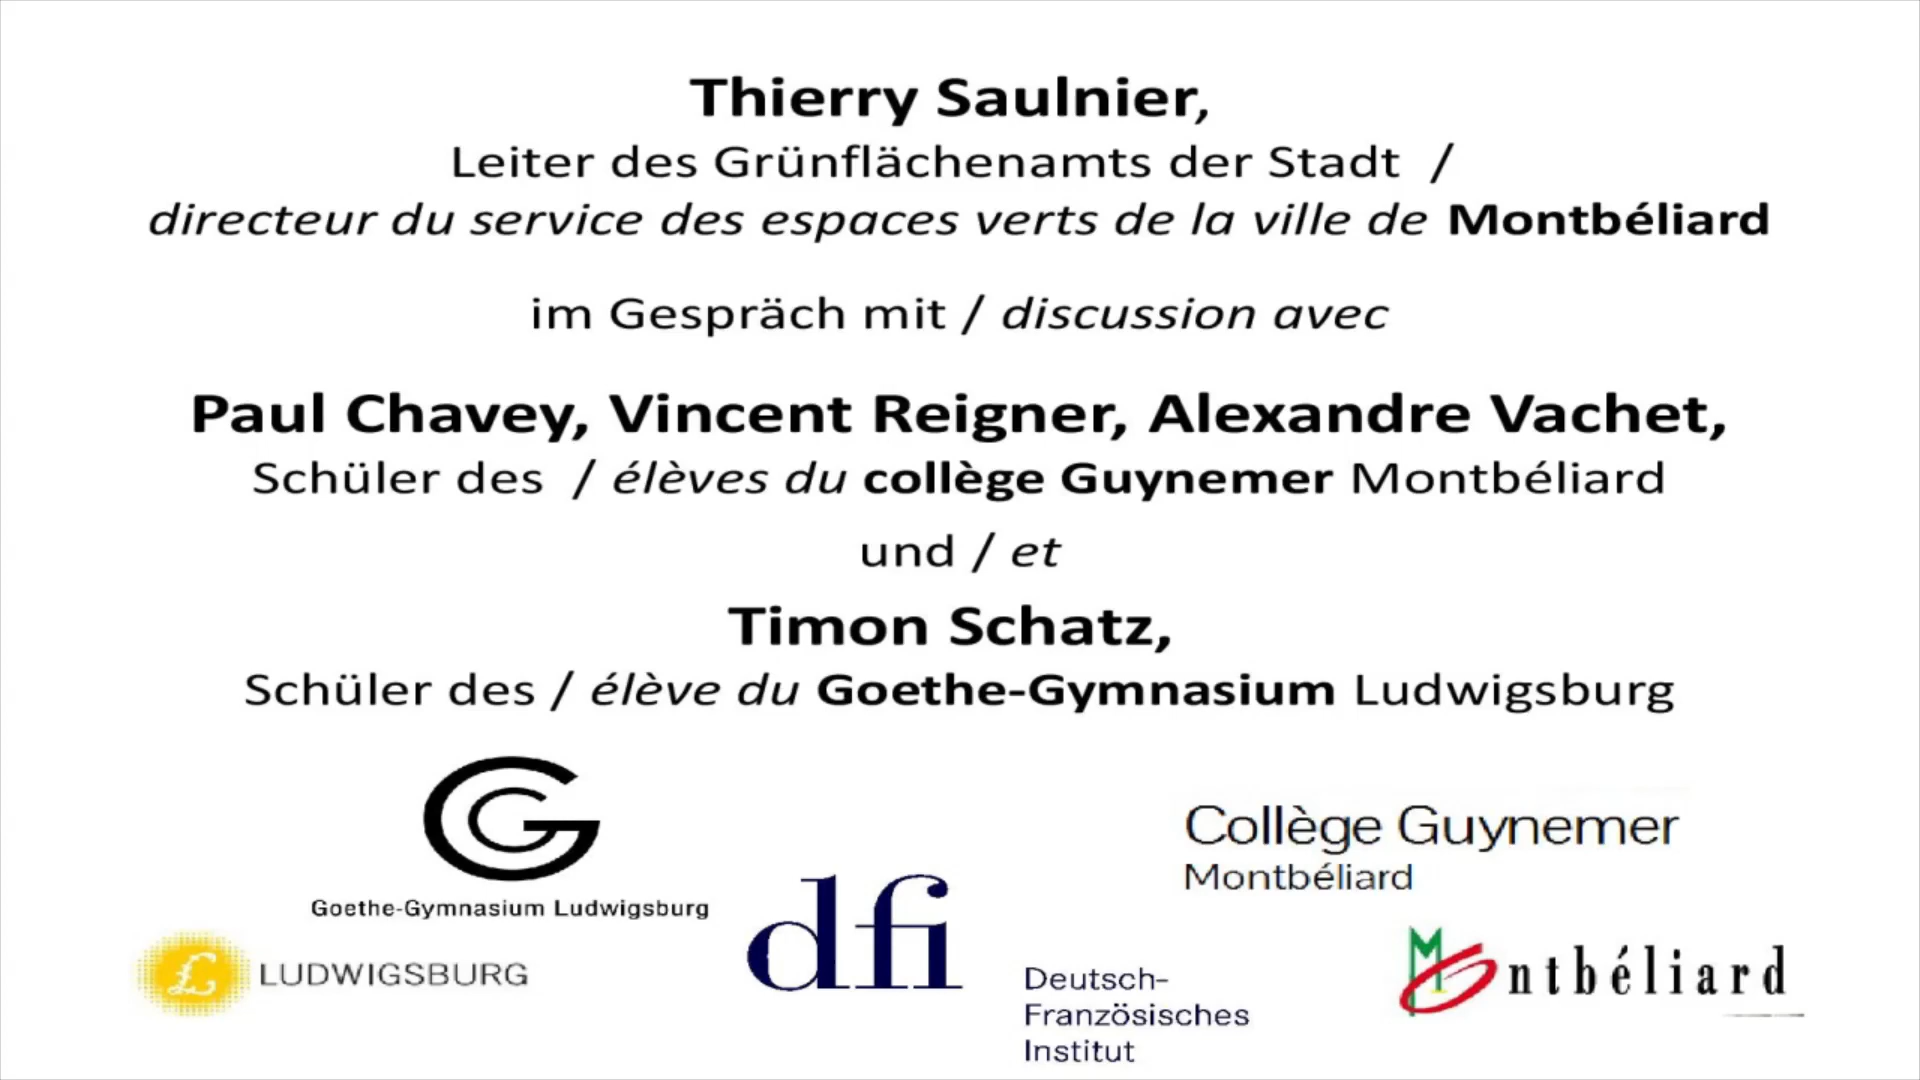 Thierry Saulnier,
Leiter des Grünflächenamts der Stadt /
directeur du service des espaces verts de la ville de Montbéliard
im Gespräch mit / discussion avec
Paul Chavey, Vincent Reigner, Alexandre Vachet,
Schüler des / élèves du collège Guynemer Montbéliard
und / et
Timon Schatz,
Schüler des / élève du Goethe-Gymnasium Ludwigsburg
G
Goethe-Gymnasium Ludwigsburg
Collège Guynemer
Montbéliard
L LUDWIGSBURG
dfi
Deutsch-
Französisches
Institut
Montbéliard